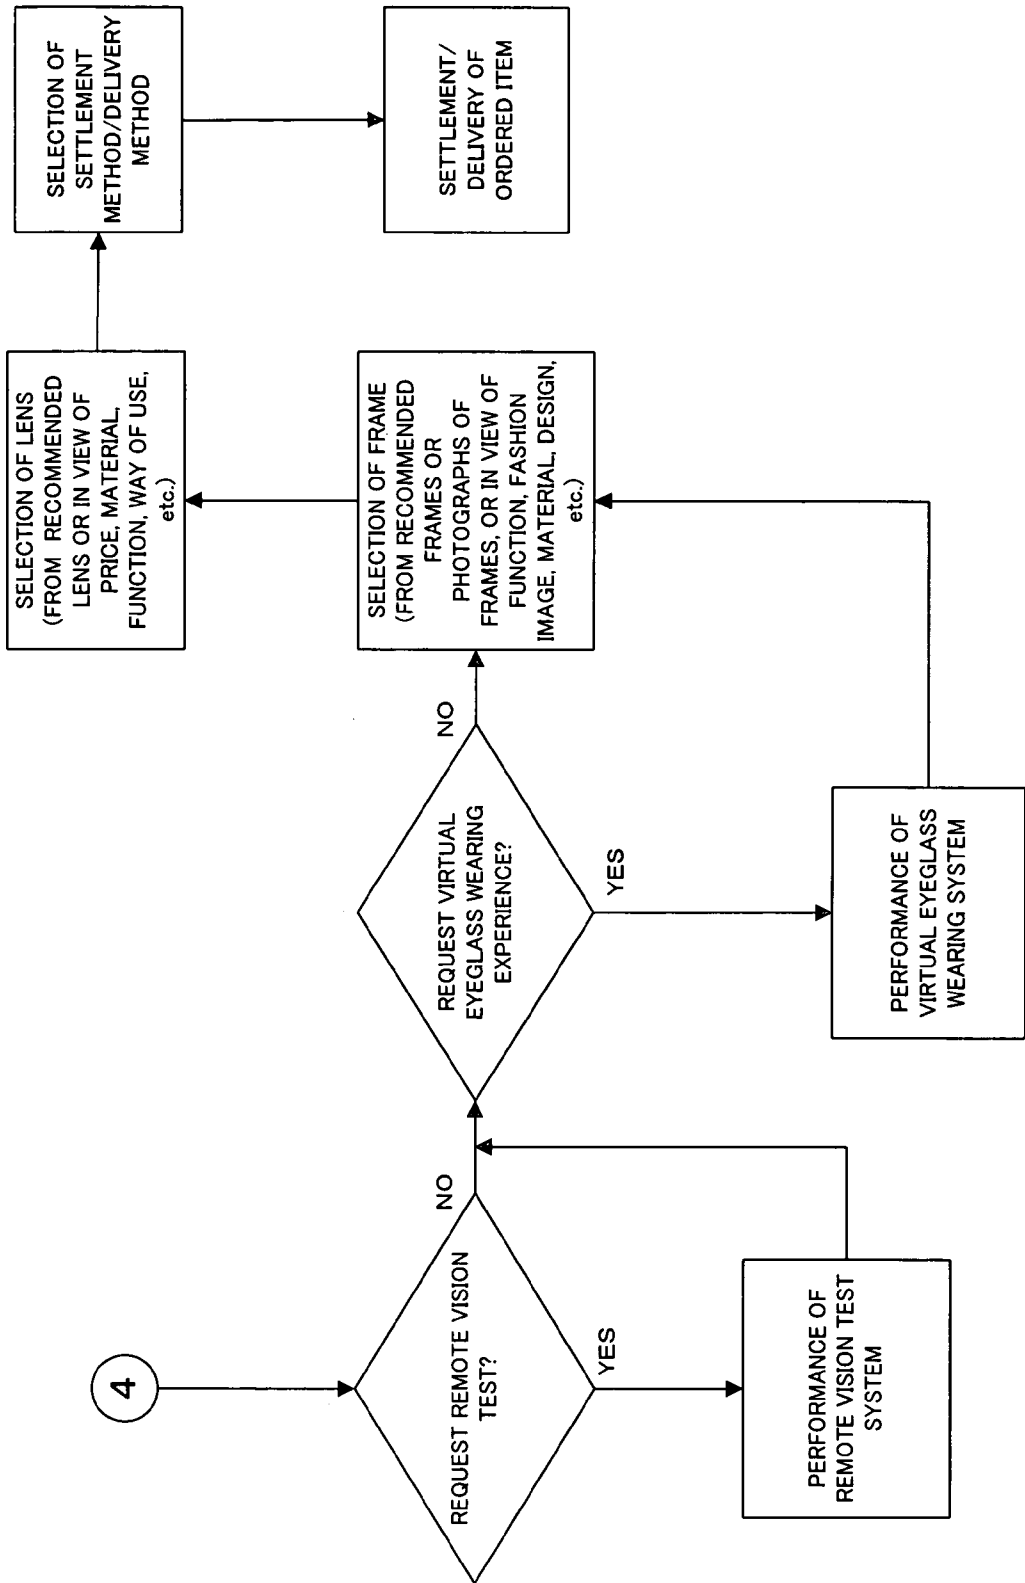 4
REQUEST REMOTE VISION
TEST?
NO
YES
PERFORMANCE OF
REMOTE VISION TEST
SYSTEM
REQUEST VIRTUAL
EYEGLASS WEARING
EXPERIENCE?
NO
YES
PERFORMANCE OF
VIRTUAL EYEGLASS
WEARING SYSTEM
SELECTION OF FRAME
(FROM RECOMMENDED
FRAMES OR
PHOTOGRAPHS OF
FRAMES, OR IN VIEW OF
FUNCTION, FASHION
IMAGE, MATERIAL, DESIGN,
etc.)
SELECTION OF LENS
(FROM RECOMMENDED
LENS OR IN VIEW OF
PRICE, MATERIAL,
FUNCTION, WAY OF USE,
etc.)
SELECTION OF
SETTLEMENT
METHOD/DELIVERY
METHOD
SETTLEMENT/
DELIVERY OF
ORDERED ITEM